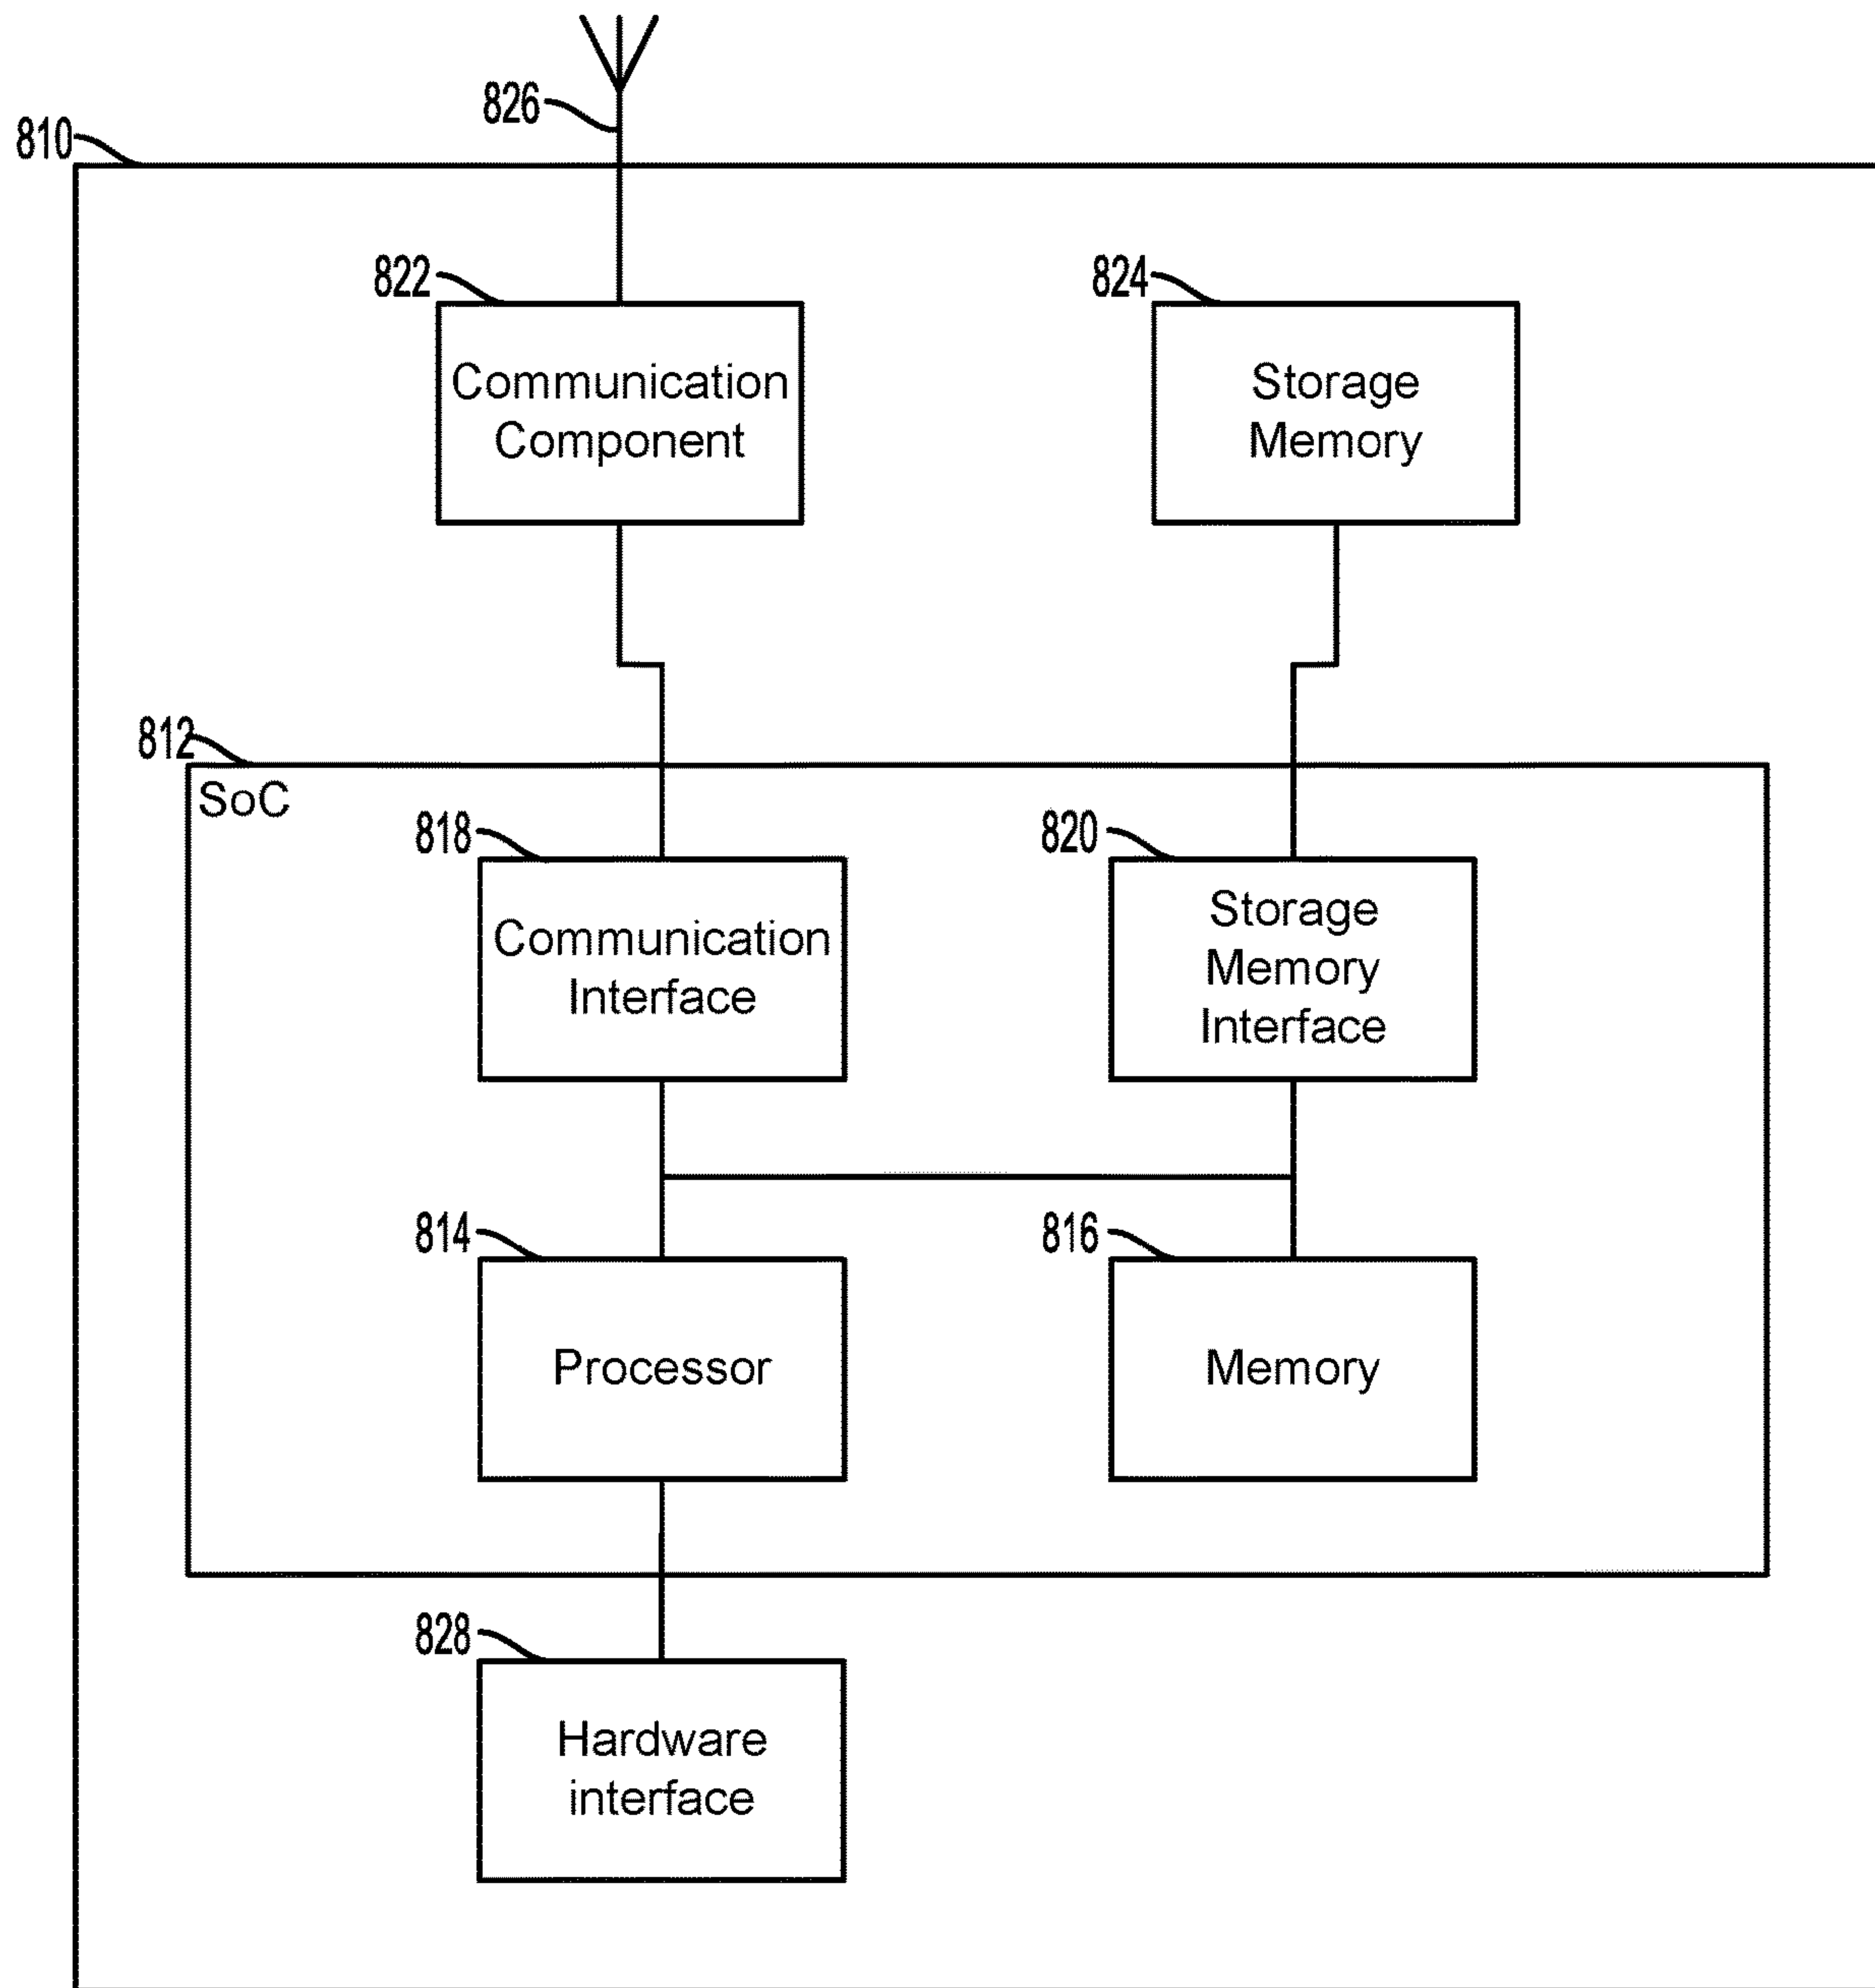 826
810
822
824
Communication
Component
Storage
Memory
812
SoC
818
820
Communication
Interface
Storage
Memory
Interface
814
816
Processor
Memory
828
Hardware
interface